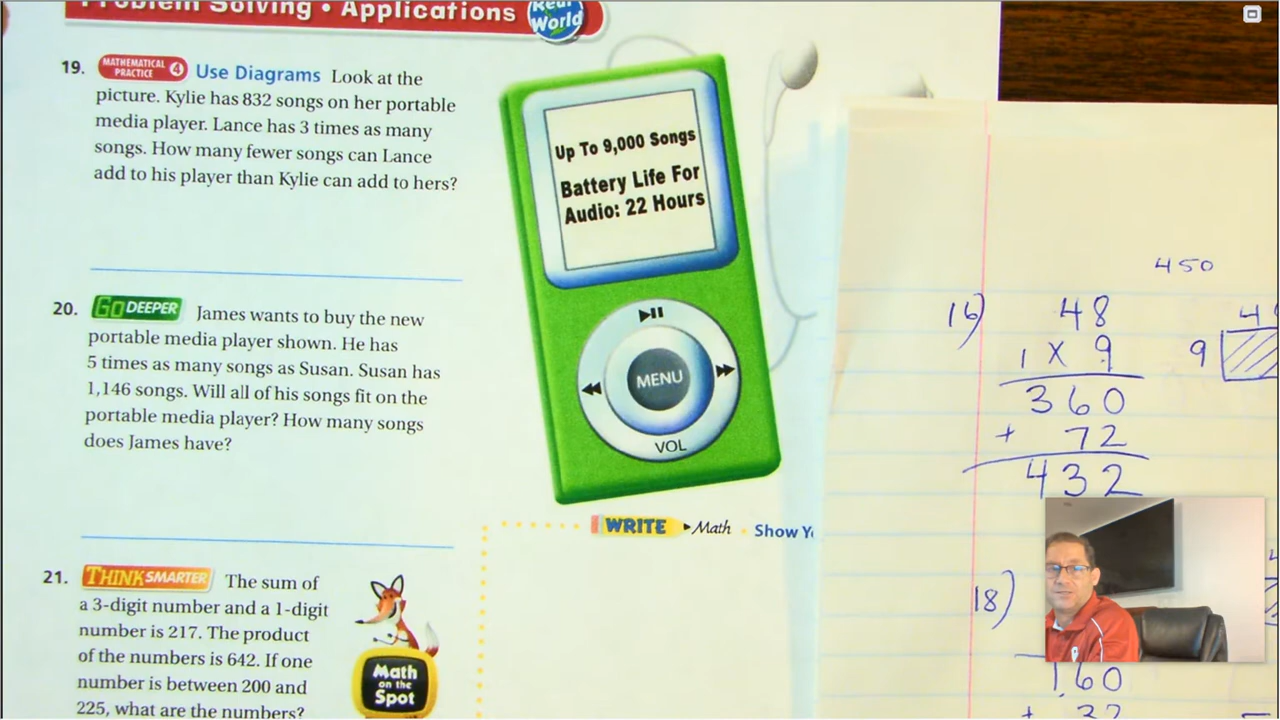 Problem Solving • Applications
Real World
19. MATHEMATICAL PRACTICE 4 Use Diagrams Look at the
picture. Kylie has 832 songs on her portable
media player. Lance has 3 times as many
songs. How many fewer songs can Lance
add to his player than Kylie can add to hers?
Up To 9,000 Songs
Battery Life For
Audio: 22 Hours
MENU
VOL
20. Go DEEPER James wants to buy the new
portable media player shown. He has
5 times as many songs as Susan. Susan has
1,146 songs. Will all of his songs fit on the
portable media player? How many songs
does James have?
WRITE ▸Math • Show
21. THINK SMARTER The sum of
a 3-digit number and a 1-digit
number is 217. The product
of the numbers is 642. If one
number is between 200 and
225, what are the numbers?
Math
on the
Spot
450
16) 48
1 x 9
360
+ 72
432
9
18)
160
+ 32